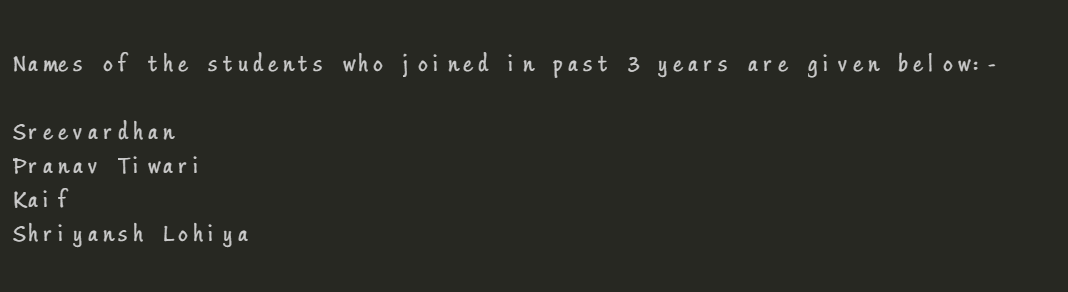 Names of the students who joined in past 3 years are given below:-
Sreevardhan
Pranav Tiwari
Kaif
Shriyansh Lohiya